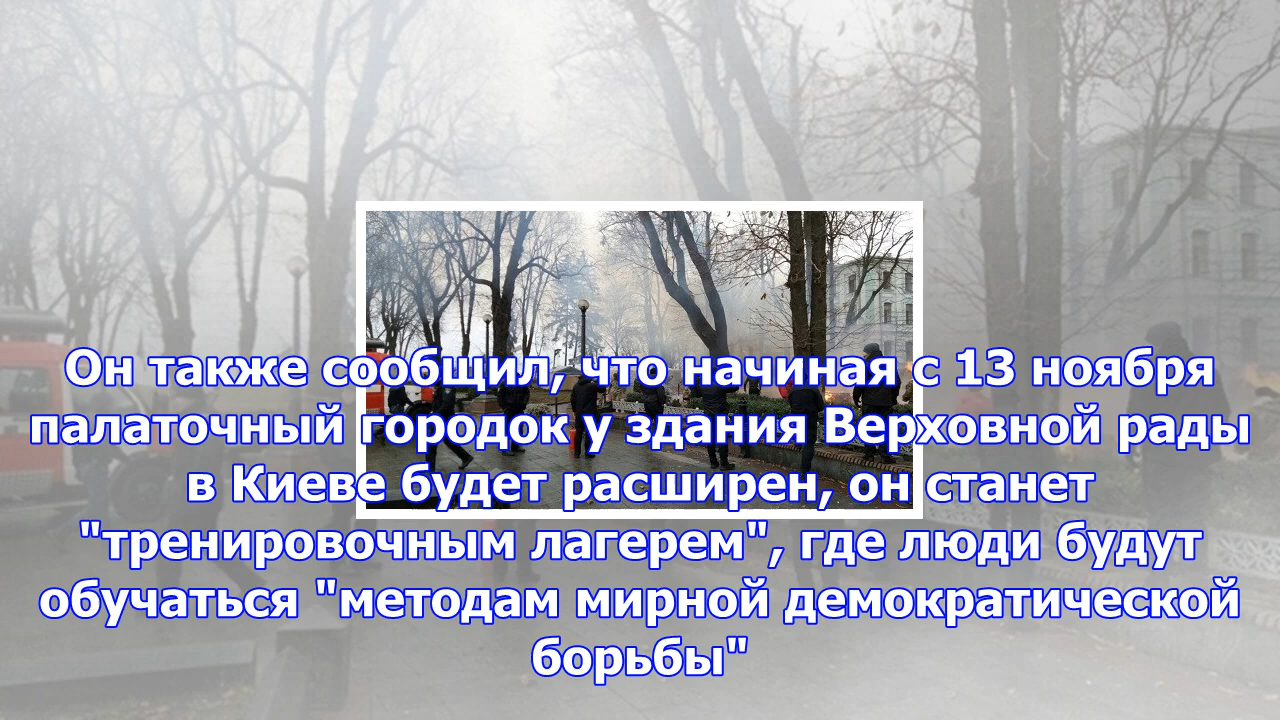 Он также сообщил, что начиная с 13 ноября
палаточный городок у здания Верховной рады
в Киеве будет расширен, он станет
"тренировочным лагерем", где люди будут
обучаться "методам мирной демократической
борьбы"